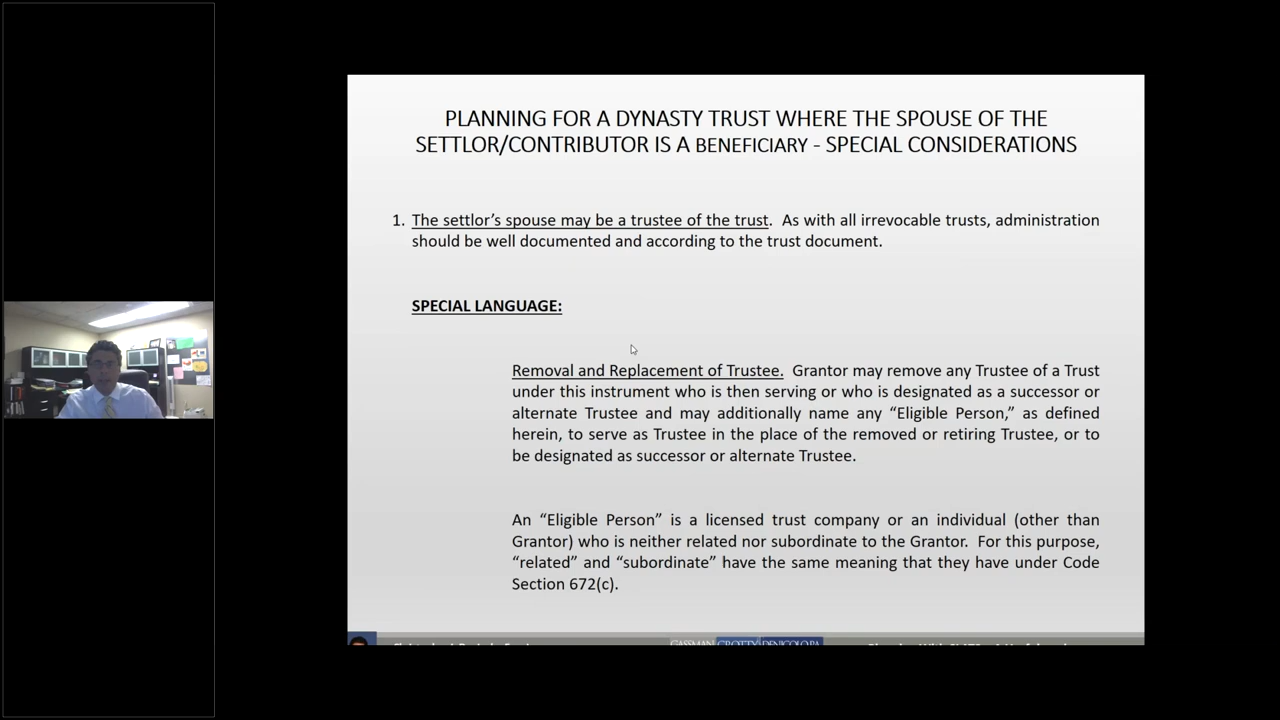 PLANNING FOR A DYNASTY TRUST WHERE THE SPOUSE OF THE
SETTLOR/CONTRIBUTOR IS A BENEFICIARY - SPECIAL CONSIDERATIONS
1. The settlor’s spouse may be a trustee of the trust. As with all irrevocable trusts, administration
should be well documented and according to the trust document.
SPECIAL LANGUAGE:
Removal and Replacement of Trustee. Grantor may remove any Trustee of a Trust
under this instrument who is then serving or who is designated as a successor or
alternate Trustee and may additionally name any “Eligible Person,” as defined
herein, to serve as Trustee in the place of the removed or retiring Trustee, or to
be designated as successor or alternate Trustee.
An “Eligible Person” is a licensed trust company or an individual (other than
Grantor) who is neither related nor subordinate to the Grantor. For this purpose,
“related” and “subordinate” have the same meaning that they have under Code
Section 672(c).
GASSMAN CROTTY DENICOLO, P.A.